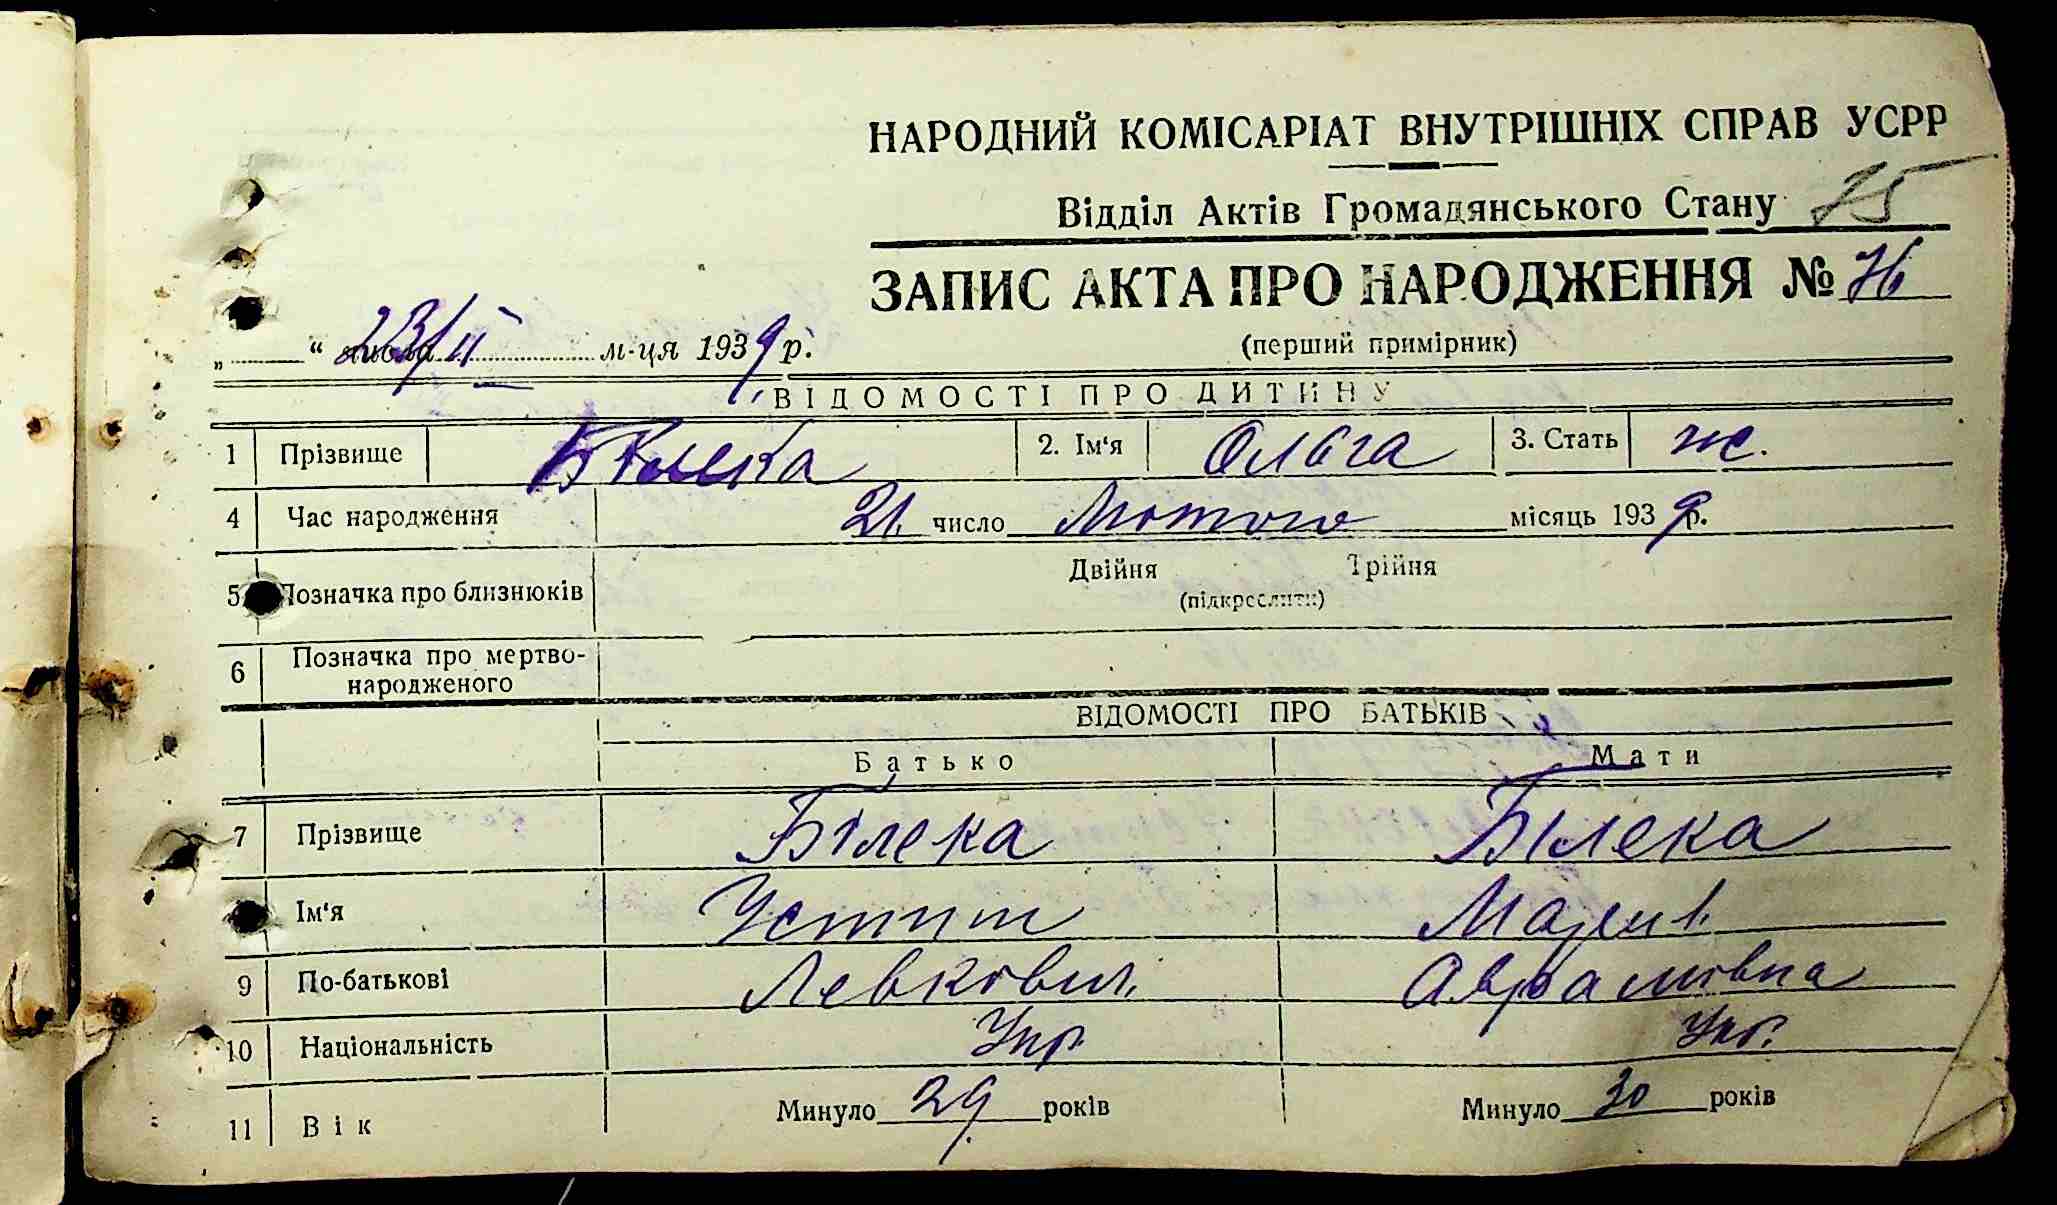 НАРОДНИЙ КОМІСАРІАТ ВНУТРІШНІХ СПРАВ УСРР
Відділ Актів Громадянського Стану 75
ЗАПИС АКТА ПРО НАРОДЖЕННЯ № 76
(перший примірник)
„ “ числа 23/II м-ця 1939 р.
ВІДОМОСТІ ПРО ДИТИНУ
1 Прізвище Білека 2. Ім‘я Ольга 3. Стать ж.
4 Час народження 21. число Лютого місяць 1939 р.
5 Позначка про близнюків Двійня Трійня
(підкреслити)
6 Позначка про мертво-
народженого
ВІДОМОСТІ ПРО БАТЬКІВ
Батько Мати
7 Прізвище Білека Білека
Ім‘я Устим
9 По-батькові Левкович. Аврамовна
10 Національність Укр. Укр.
11 Вік Минуло 29 років Минуло 30 років